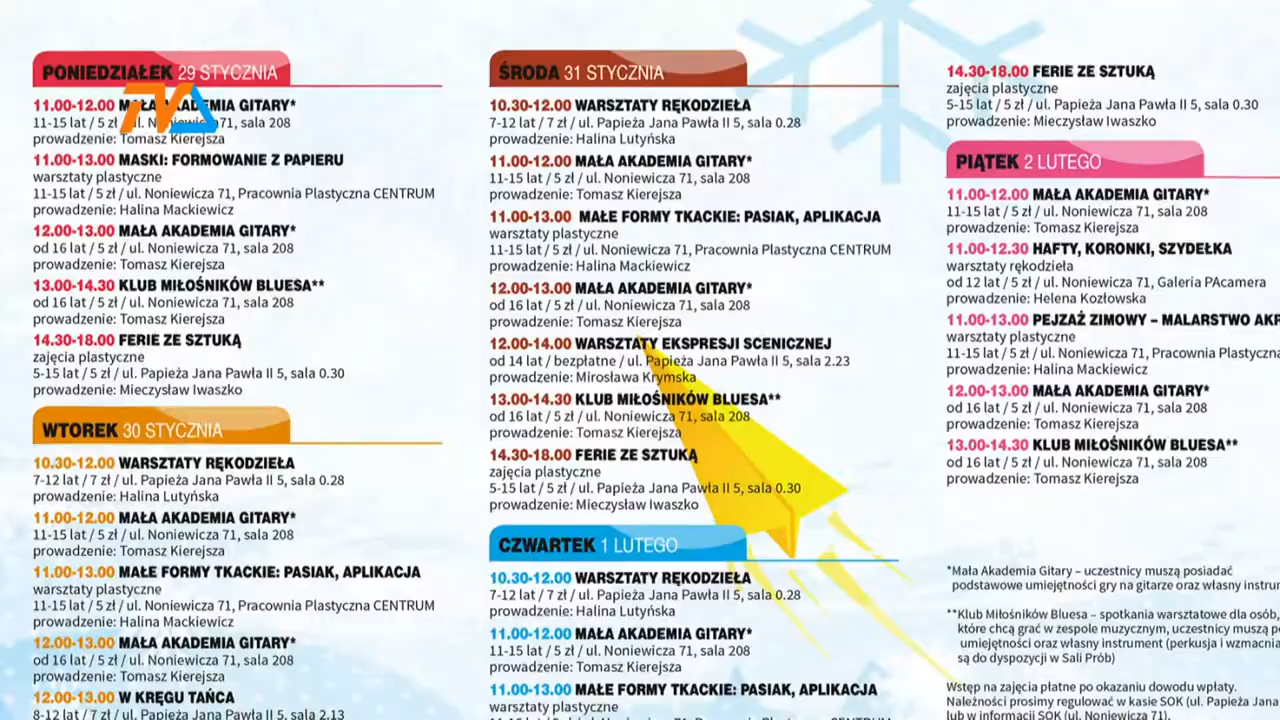 PONIEDZIAŁEK 29 STYCZNIA
11.00-12.00 MAŁA AKADEMIA GITARY*
11-15 lat / 5 zł / ul. Noniewicza 71, sala 208
prowadzenie: Tomasz Kierejsza
11.00-13.00 MASKI: FORMOWANIE Z PAPIERU
warsztaty plastyczne
11-15 lat / 5 zł / ul. Noniewicza 71, Pracownia Plastyczna CENTRUM
prowadzenie: Halina Mackiewicz
12.00-13.00 MAŁA AKADEMIA GITARY*
od 16 lat / 5 zł / ul. Noniewicza 71, sala 208
prowadzenie: Tomasz Kierejsza
13.00-14.30 KLUB MIŁOŚNIKÓW BLUESA**
od 16 lat / 5 zł / ul. Noniewicza 71, sala 208
prowadzenie: Tomasz Kierejsza
14.30-18.00 FERIE ZE SZTUKĄ
zajęcia plastyczne
5-15 lat / 5 zł / ul. Papieża Jana Pawła II 5, sala 0.30
prowadzenie: Mieczysław Iwaszko
WTOREK 30 STYCZNIA
10.30-12.00 WARSZTATY RĘKODZIEŁA
7-12 lat / 7 zł / ul. Papieża Jana Pawła II 5, sala 0.28
prowadzenie: Halina Lutyńska
11.00-12.00 MAŁA AKADEMIA GITARY*
11-15 lat / 5 zł / ul. Noniewicza 71, sala 208
prowadzenie: Tomasz Kierejsza
11.00-13.00 MAŁE FORMY TKACKIE: PASIAK, APLIKACJA
warsztaty plastyczne
11-15 lat / 5 zł / ul. Noniewicza 71, Pracownia Plastyczna CENTRUM
prowadzenie: Halina Mackiewicz
12.00-13.00 MAŁA AKADEMIA GITARY*
od 16 lat / 5 zł / ul. Noniewicza 71, sala 208
prowadzenie: Tomasz Kierejsza
12.00-13.00 W KRĘGU TAŃCA
8-12 lat / 7 zł / ul. Papieża Jana Pawła II 5, sala 2.13
ŚRODA 31 STYCZNIA
10.30-12.00 WARSZTATY RĘKODZIEŁA
7-12 lat / 7 zł / ul. Papieża Jana Pawła II 5, sala 0.28
prowadzenie: Halina Lutyńska
11.00-12.00 MAŁA AKADEMIA GITARY*
11-15 lat / 5 zł / ul. Noniewicza 71, sala 208
prowadzenie: Tomasz Kierejsza
11.00-13.00 MAŁE FORMY TKACKIE: PASIAK, APLIKACJA
warsztaty plastyczne
11-15 lat / 5 zł / ul. Noniewicza 71, Pracownia Plastyczna CENTRUM
prowadzenie: Halina Mackiewicz
12.00-13.00 MAŁA AKADEMIA GITARY*
od 16 lat / 5 zł / ul. Noniewicza 71, sala 208
prowadzenie: Tomasz Kierejsza
12.00-14.00 WARSZTATY EKSPRESJI SCENICZNEJ
od 14 lat / bezpłatne / ul. Papieża Jana Pawła II 5, sala 2.23
prowadzenie: Mirosława Krymska
13.00-14.30 KLUB MIŁOŚNIKÓW BLUESA**
od 16 lat / 5 zł / ul. Noniewicza 71, sala 208
prowadzenie: Tomasz Kierejsza
14.30-18.00 FERIE ZE SZTUKĄ
zajęcia plastyczne
5-15 lat / 5 zł / ul. Papieża Jana Pawła II 5, sala 0.30
prowadzenie: Mieczysław Iwaszko
CZWARTEK 1 LUTEGO
10.30-12.00 WARSZTATY RĘKODZIEŁA
7-12 lat / 7 zł / ul. Papieża Jana Pawła II 5, sala 0.28
prowadzenie: Halina Lutyńska
11.00-12.00 MAŁA AKADEMIA GITARY*
11-15 lat / 5 zł / ul. Noniewicza 71, sala 208
prowadzenie: Tomasz Kierejsza
11.00-13.00 MAŁE FORMY TKACKIE: PASIAK, APLIKACJA
warsztaty plastyczne
14.30-18.00 FERIE ZE SZTUKĄ
zajęcia plastyczne
5-15 lat / 5 zł / ul. Papieża Jana Pawła II 5, sala 0.30
prowadzenie: Mieczysław Iwaszko
PIĄTEK 2 LUTEGO
11.00-12.00 MAŁA AKADEMIA GITARY*
11-15 lat / 5 zł / ul. Noniewicza 71, sala 208
prowadzenie: Tomasz Kierejsza
11.00-12.30 HAFTY, KORONKI, SZYDEŁKA
warsztaty rękodzieła
od 12 lat / 5 zł / ul. Noniewicza 71, Galeria PAcamera
prowadzenie: Helena Kozłowska
11.00-13.00 PEJZAŻ ZIMOWY – MALARSTWO AKR
warsztaty plastyczne
11-15 lat / 5 zł / ul. Noniewicza 71, Pracownia Plastyczna
prowadzenie: Halina Mackiewicz
12.00-13.00 MAŁA AKADEMIA GITARY*
od 16 lat / 5 zł / ul. Noniewicza 71, sala 208
prowadzenie: Tomasz Kierejsza
13.00-14.30 KLUB MIŁOŚNIKÓW BLUESA**
od 16 lat / 5 zł / ul. Noniewicza 71, sala 208
prowadzenie: Tomasz Kierejsza
*Mała Akademia Gitary – uczestnicy muszą posiadać
podstawowe umiejętności gry na gitarze oraz własny instrum
**Klub Miłośników Bluesa – spotkania warsztatowe dla osób,
które chcą grać w zespole muzycznym, uczestnicy muszą p
umiejętności oraz własny instrument (perkusja i wzmacnia
są do dyspozycji w Sali Prób)
Wstęp na zajęcia płatne po okazaniu dowodu wpłaty.
Należności prosimy regulować w kasie SOK (ul. Papieża Jana
lub w informacji SOK (ul. Noniewicza 71).